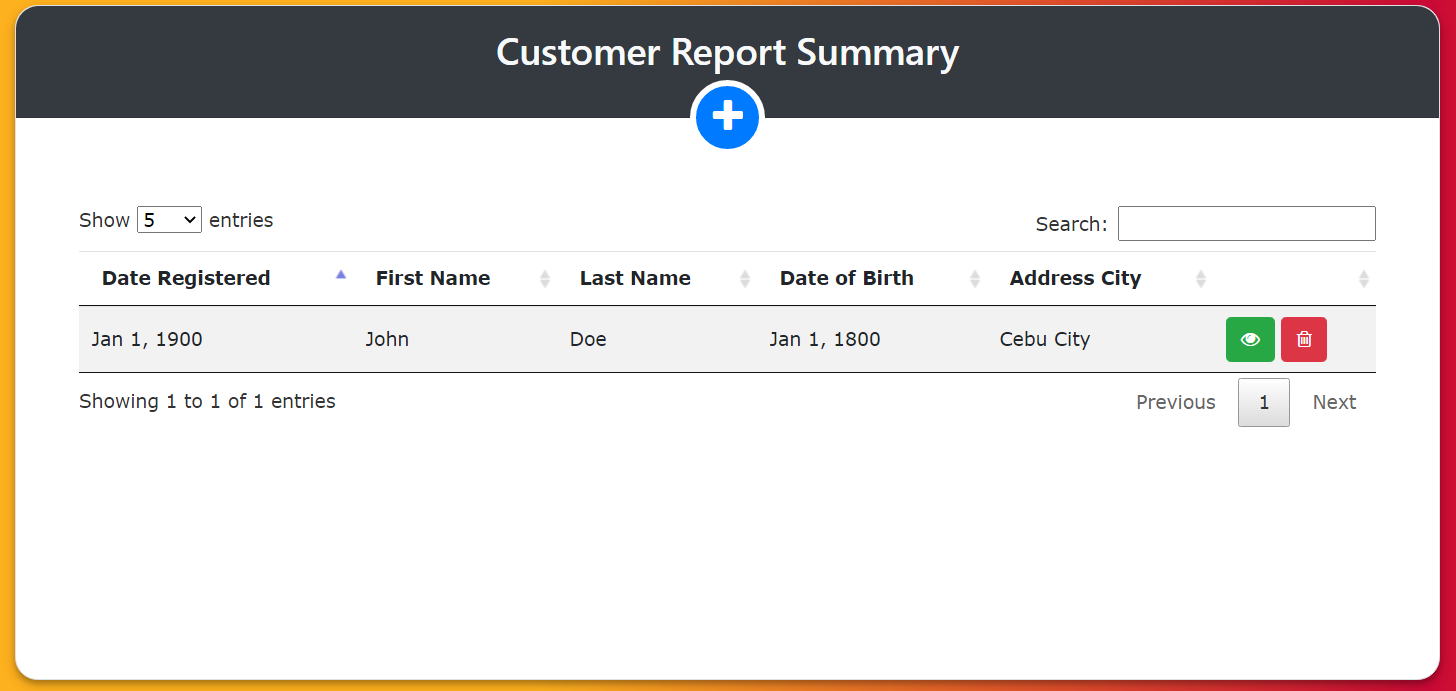 Customer Report Summary
Show 5 entries
Search:
Date Registered First Name Last Name Date of Birth Address City
Jan 1, 1900 John Doe Jan 1, 1800 Cebu City
Showing 1 to 1 of 1 entries
Previous 1 Next